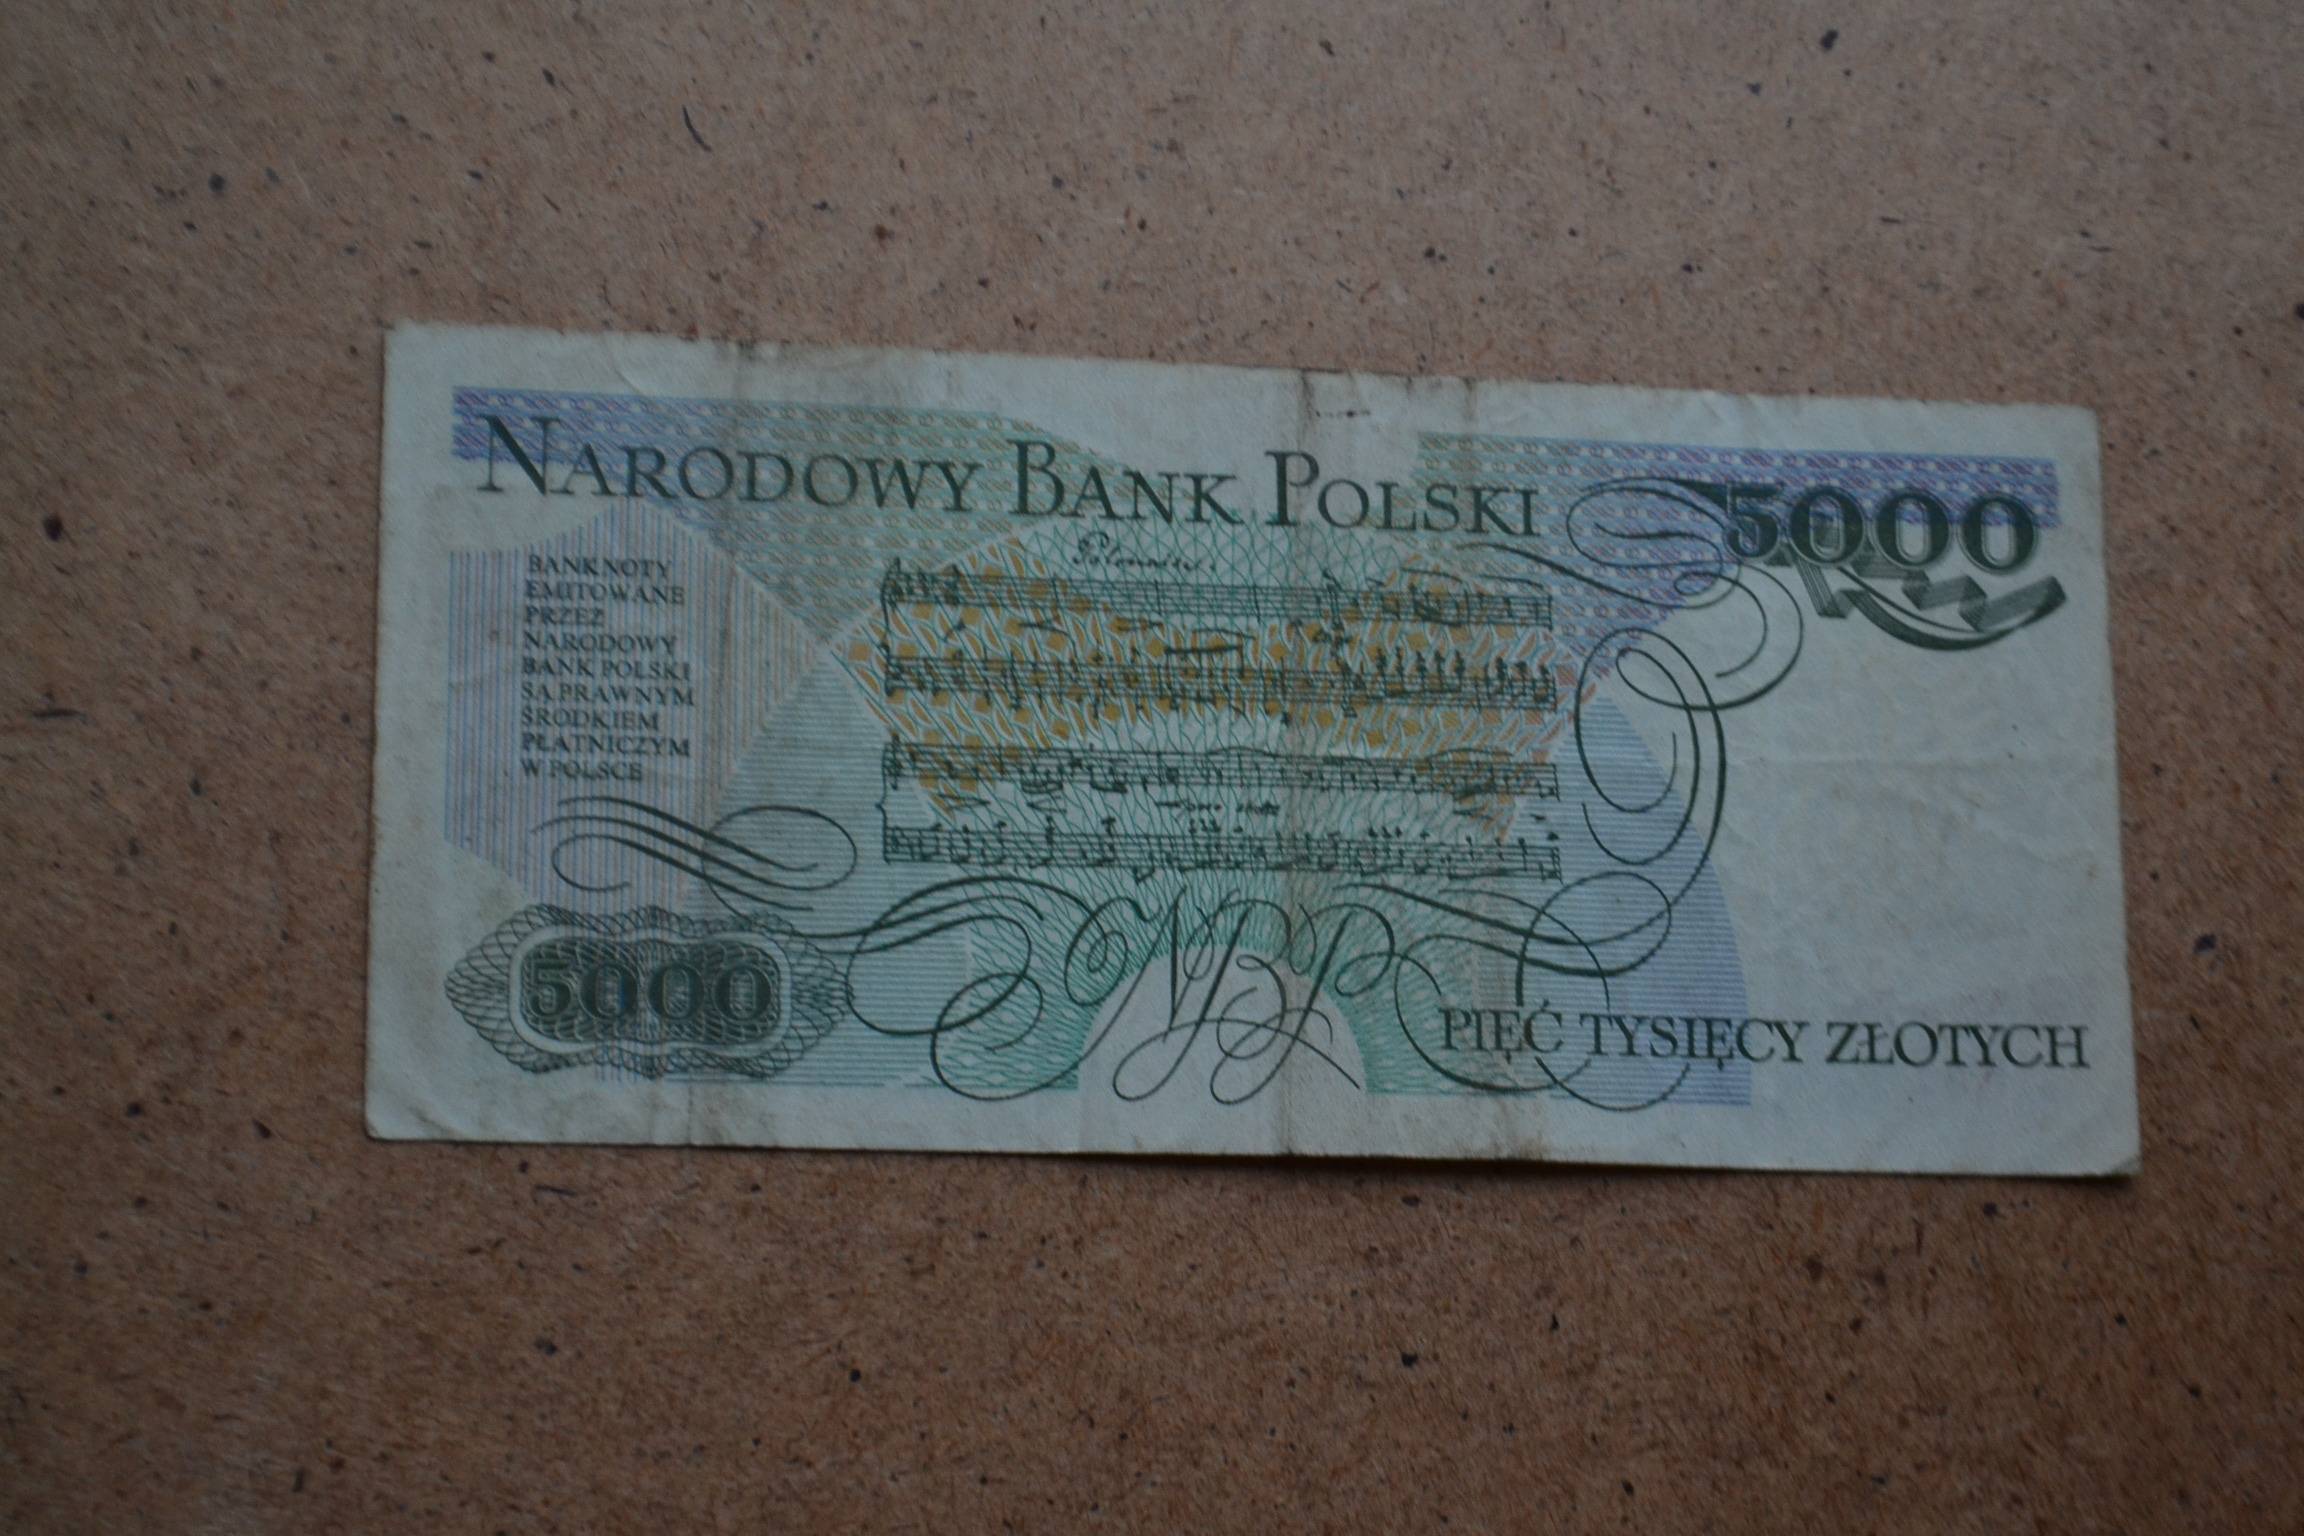 NARODOWY BANK POLSKI
5000
BANKNOTY
EMITOWANE
PRZEZ
NARODOWY
BANK POLSKI
SĄ PRAWNYM
ŚRODKIEM
PŁATNICZYM
W POLSCE
5000
NBP
PIĘĆ TYSIĘCY ZŁOTYCH